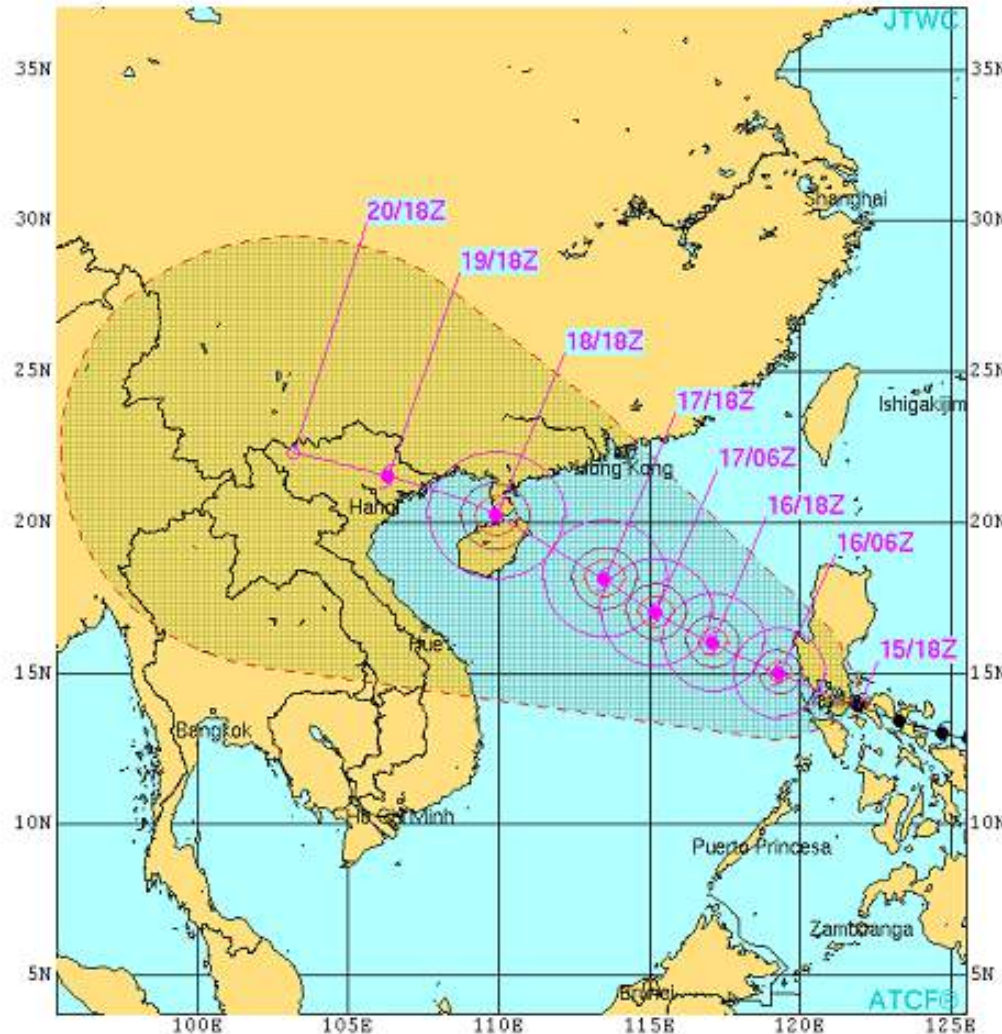 JTWC
35N 35N
Shanghai
30N 30N
20/18Z
19/18Z
18/18Z
25N 25N
17/18Z
Ishigakijim
Hong Kong
17/06Z
16/18Z
Hanoi
20N 20N
16/06Z
Hue
15N 15N
15/18Z
Bangkok
Ho Chi Minh
10N 10N
Puerto Princesa
Zamboanga
5N 5N
Brunei
ATCF®
100E 105E 110E 115E 120E 125E